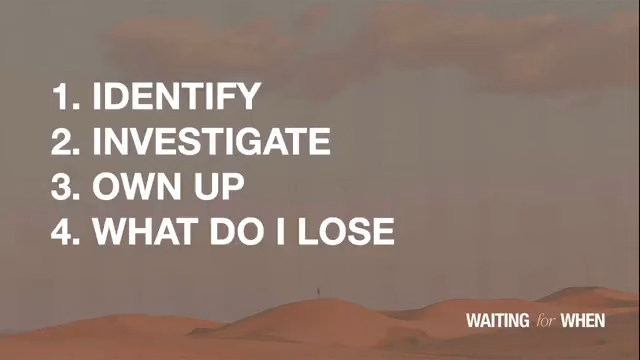 1. IDENTIFY
2. INVESTIGATE
3. OWN UP
4. WHAT DO I LOSE
WAITING for WHEN